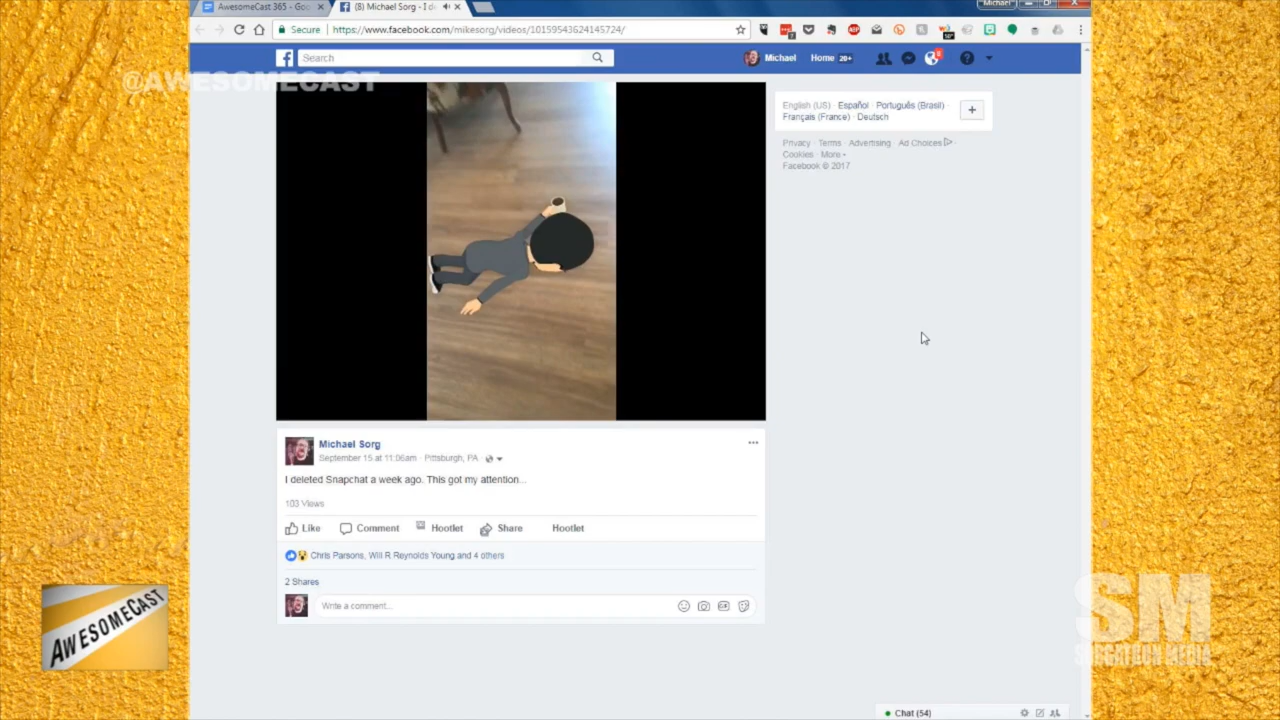 AwesomeCast 365 - Goo
(8) Michael Sorg - I d
Michael
Secure
https://www.facebook.com/mikesorg/videos/10159543624145724/
Search
Michael
Home 20+
@AWESOMECAST
English (US) · Español · Português (Brasil) ·
Français (France) · Deutsch
Privacy · Terms · Advertising · Ad Choices ·
Cookies · More
Facebook © 2017
Michael Sorg
September 15 at 11:06am · Pittsburgh, PA ·
I deleted Snapchat a week ago. This got my attention...
103 Views
Like Comment Hootlet Share Hootlet
Chris Parsons, Will R Reynolds Young and 4 others
2 Shares
Write a comment...
AWESOMECAST
SM
SORGATRON MEDIA
Chat (54)